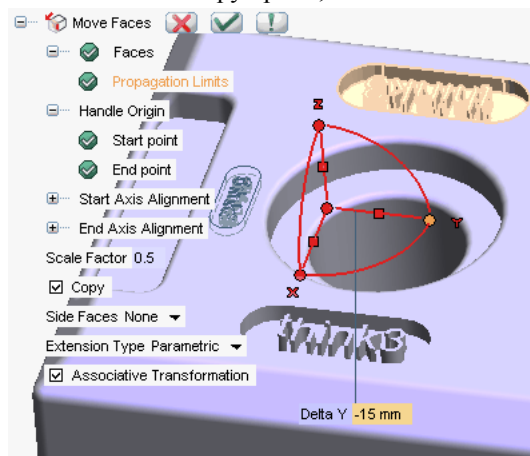 Move Faces
Faces
Propagation Limits
Handle Origin
Start point
End point
Start Axis Alignment
End Axis Alignment
Scale Factor 0.5
Copy
Side Faces None
Extension Type Parametric
Associative Transformation
Z
Y
X
think3
Delta Y -15 mm